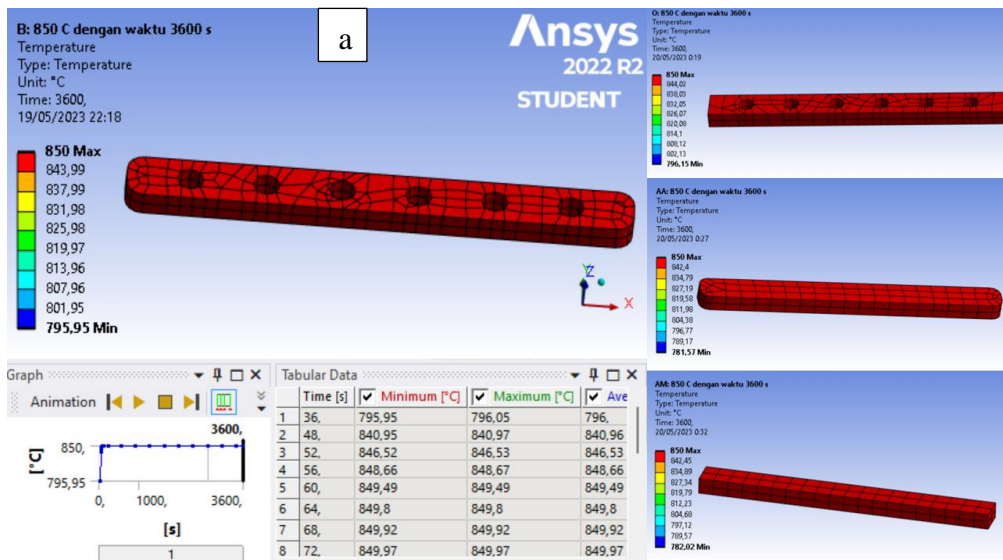 B: 850 C dengan waktu 3600 s
Temperature
Type: Temperature
Unit: °C
Time: 3600,
19/05/2023 22:18
850 Max
843,99
837,99
831,98
825,98
819,97
813,96
807,96
801,95
795,95 Min
a
Ansys
2022 R2
STUDENT
Z
X
Graph
Animation
3600,
[°C]
850,
795,95
0,
1000,
3600,
[s]
1
Tabular Data
Time [s] Minimum [°C] Maximum [°C] Ave
1 36, 795,95 796,05 796,
2 48, 840,95 840,97 840,96
3 52, 846,52 846,53 846,53
4 56, 848,66 848,67 848,66
5 60, 849,49 849,49 849,49
6 64, 849,8 849,8 849,8
7 68, 849,92 849,92 849,92
8 72, 849,97 849,97 849,97
O: 850 C dengan waktu 3600 s
Temperature
Type: Temperature
Unit: °C
Time: 3600,
20/05/2023 0:19
850 Max
844,02
838,03
832,05
826,07
820,08
814,1
808,12
802,13
796,15 Min
AA: 850 C dengan waktu 3600 s
Temperature
Type: Temperature
Unit: °C
Time: 3600,
20/05/2023 0:27
850 Max
842,4
834,79
827,19
819,58
811,98
804,38
796,77
789,17
781,57 Min
AM: 850 C dengan waktu 3600 s
Temperature
Type: Temperature
Unit: °C
Time: 3600,
20/05/2023 0:32
850 Max
842,45
834,89
827,34
819,79
812,23
804,68
797,12
789,57
782,02 Min